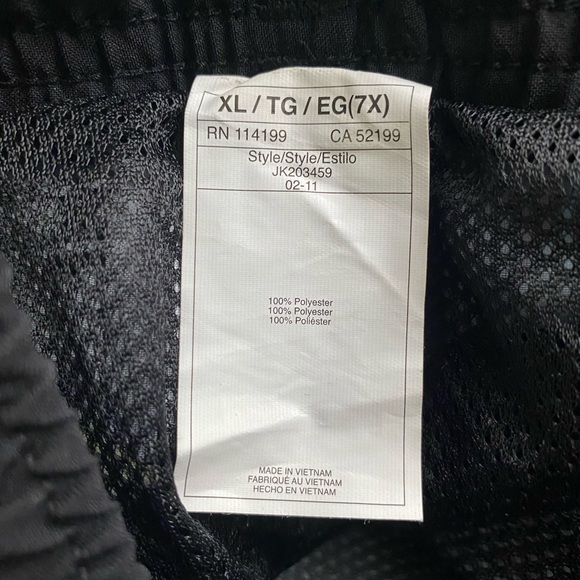 XL / TG / EG(7X)
RN 114199 CA 52199
Style/Style/Estilo
JK203459
02-11
100% Polyester
100% Polyester
100% Poliéster
MADE IN VIETNAM
FABRIQUÉ AU VIETNAM
HECHO EN VIETNAM